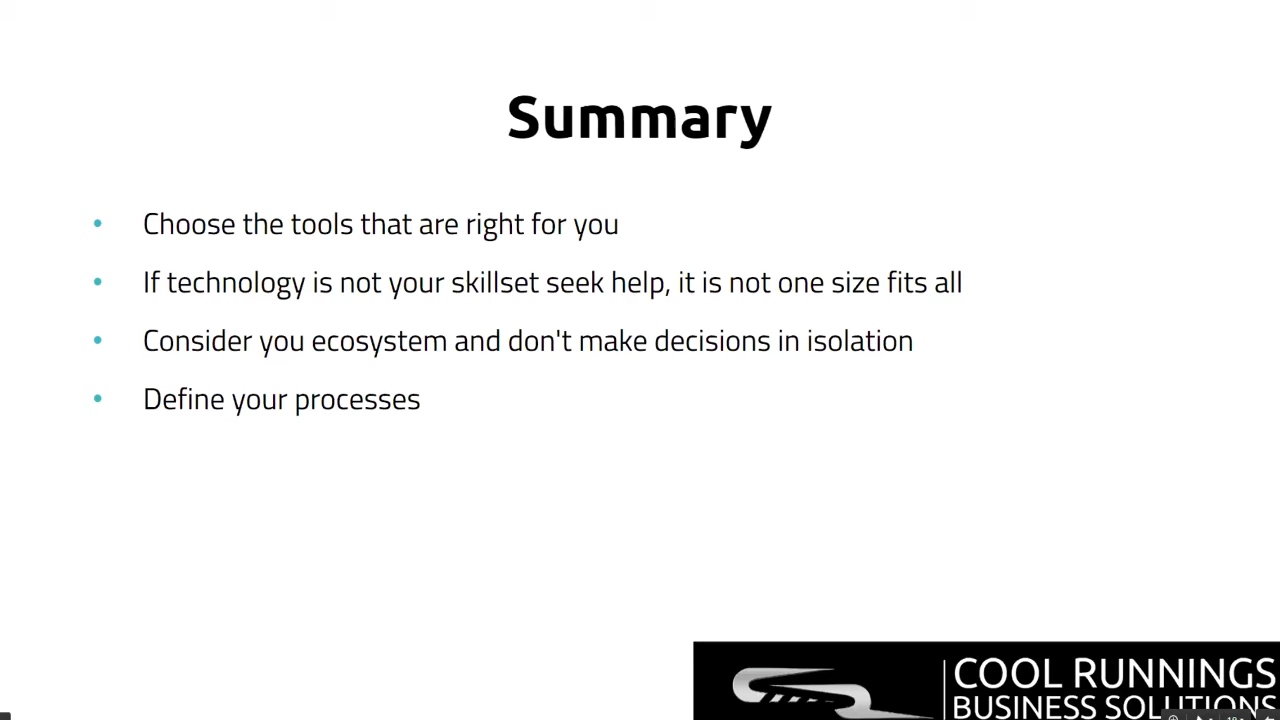 Summary
• Choose the tools that are right for you
• If technology is not your skillset seek help, it is not one size fits all
• Consider you ecosystem and don't make decisions in isolation
• Define your processes
COOL RUNNINGS
BUSINESS SOLUTIONS